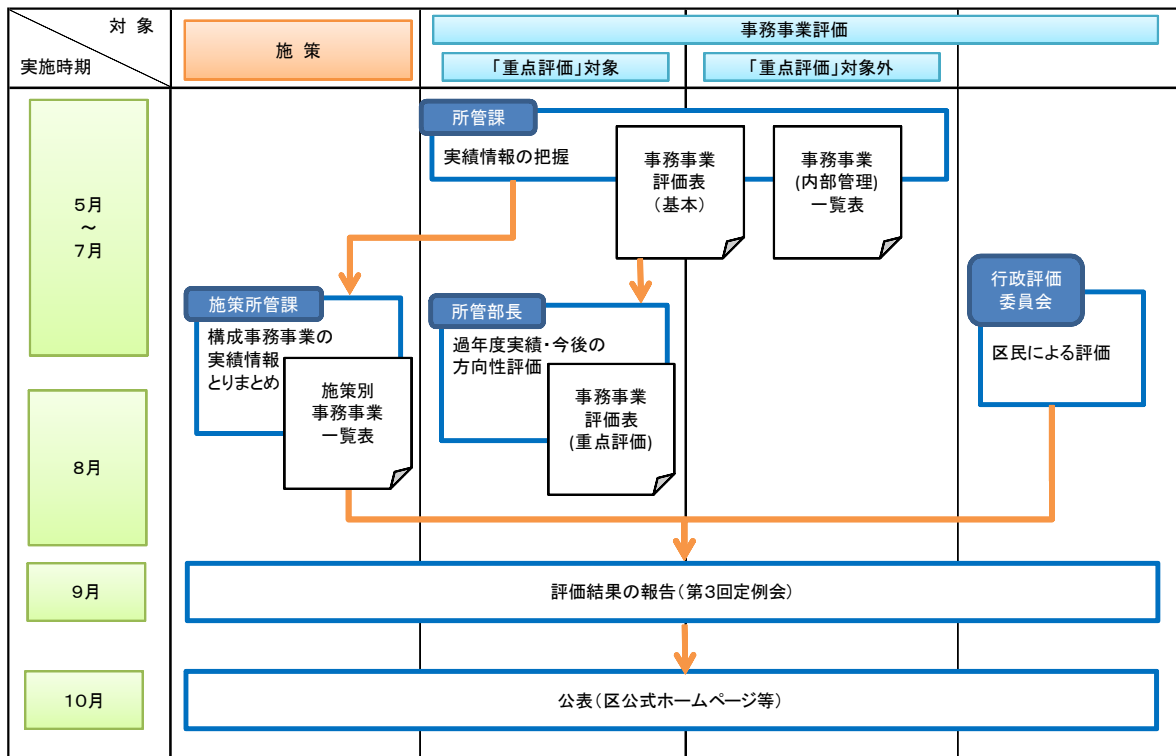 対 象
実施時期
施 策
事務事業評価
「重点評価」対象
「重点評価」対象外
5月
～
7月
所管課
実績情報の把握
事務事業
評価表
（基本）
事務事業
(内部管理)
一覧表
施策所管課
構成事務事業の
実績情報
とりまとめ
施策別
事務事業
一覧表
所管部長
過年度実績・今後の
方向性評価
事務事業
評価表
(重点評価)
行政評価
委員会
区民による評価
8月
9月
評価結果の報告（第3回定例会）
10月
公表（区公式ホームページ等）